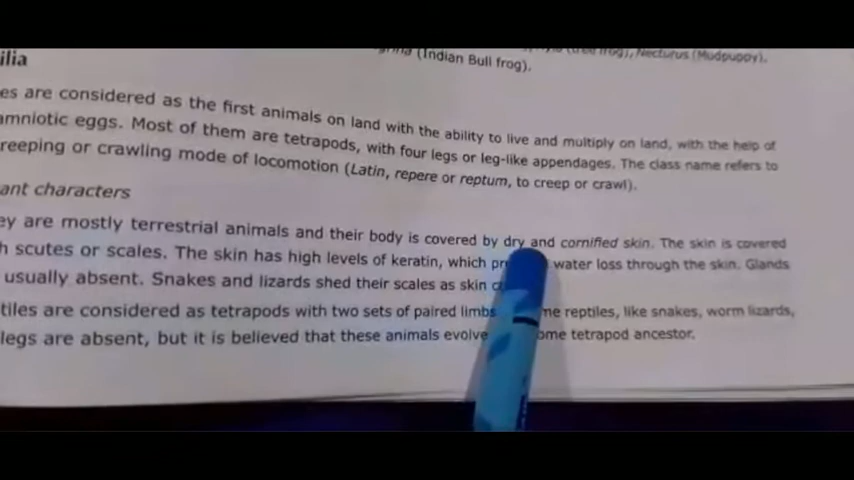 ilia
(Indian Bull frog). (tree frog), Necturus (Mudpuppy).
es are considered as the first animals on land with the ability to live and multiply on land, with the help of
amniotic eggs. Most of them are tetrapods, with four legs or leg-like appendages. The class name refers to
reeping or crawling mode of locomotion (Latin, repere or reptum, to creep or crawl).
ant characters
ey are mostly terrestrial animals and their body is covered by dry and cornified skin. The skin is covered
h scutes or scales. The skin has high levels of keratin, which water loss through the skin. Glands
usually absent. Snakes and lizards shed their scales as skin
tiles are considered as tetrapods with two sets of paired limbs me reptiles, like snakes, worm lizards,
legs are absent, but it is believed that these animals evolve ome tetrapod ancestor.